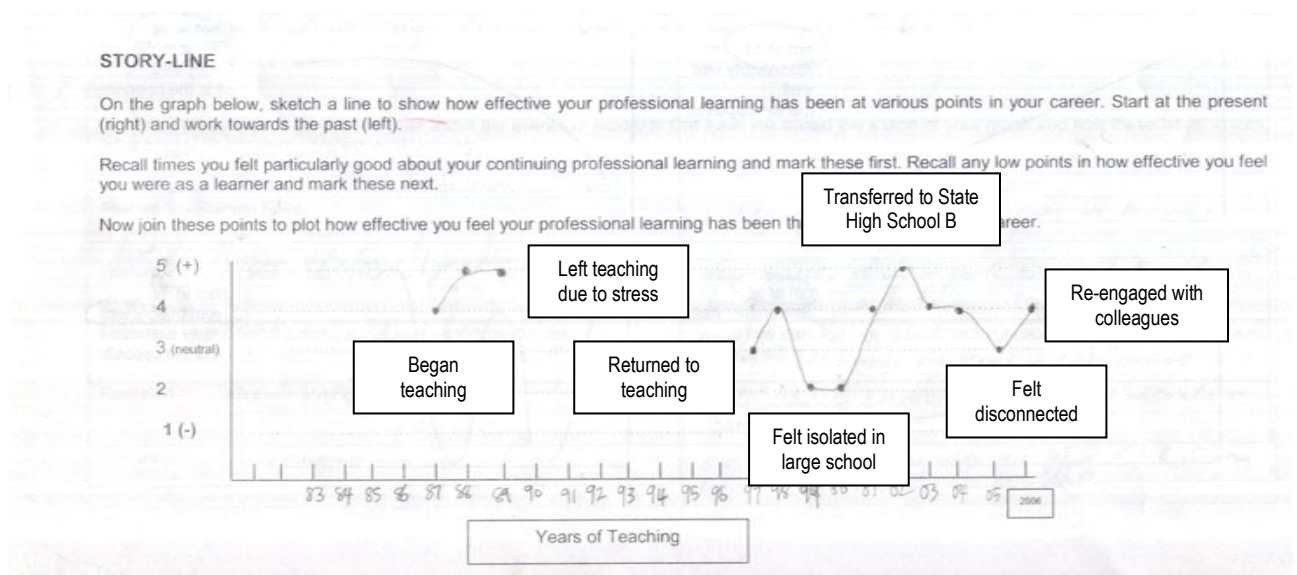 STORY-LINE
On the graph below, sketch a line to show how effective your professional learning has been at various points in your career. Start at the present
(right) and work towards the past (left).
Recall times you felt particularly good about your continuing professional learning and mark these first. Recall any low points in how effective you feel
you were as a learner and mark these next.
Transferred to State
High School B
Now join these points to plot how effective you feel your professional learning has been
5 (+)
4
3 (neutral)
2
1 (-)
Left teaching
due to stress
Re-engaged with
colleagues
Began
teaching
Returned to
teaching
Felt
disconnected
Felt isolated in
large school
83 84 85 86 87 88 89 90 91 92 93 94 95 96 97 98 99 00 01 02 03 04 05 2006
Years of Teaching